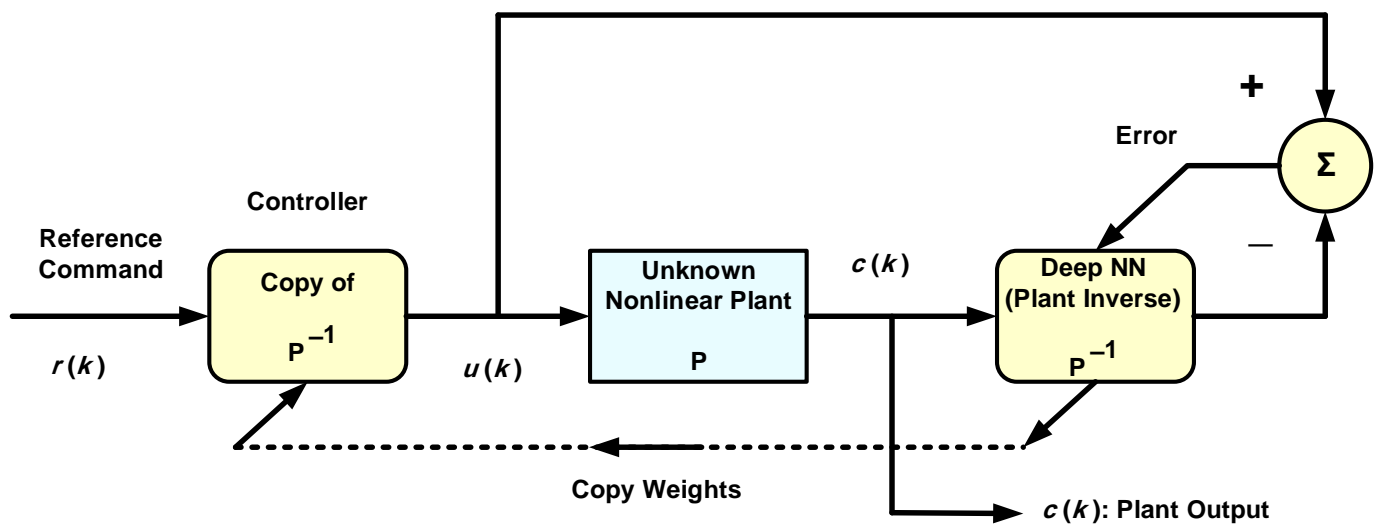 +
Error
Σ
Controller
Reference
Command
Copy of
P⁻¹
Unknown
Nonlinear Plant
P
c(k)
Deep NN
(Plant Inverse)
P⁻¹
–
r(k)
u(k)
Copy Weights
c(k): Plant Output